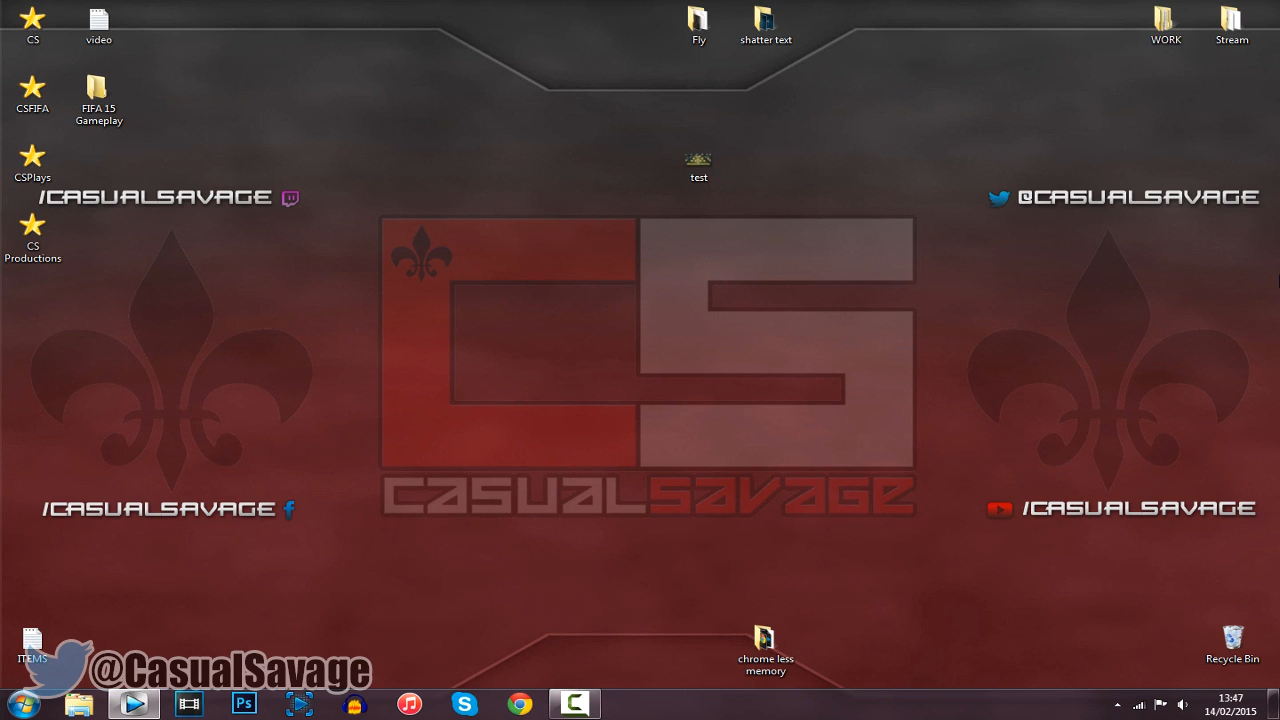 CS
video
Fly
shatter text
WORK
Stream
CSFIFA
FIFA 15
Gameplay
CSPlays
test
/CASUALSAVAGE
@CASUALSAVAGE
CS
Productions
CS
CASUALSAVAGE
/CASUALSAVAGE
/CASUALSAVAGE
ITEMS
@CasualSavage
chrome less
memory
Recycle Bin
Ps
13:47
14/02/2015